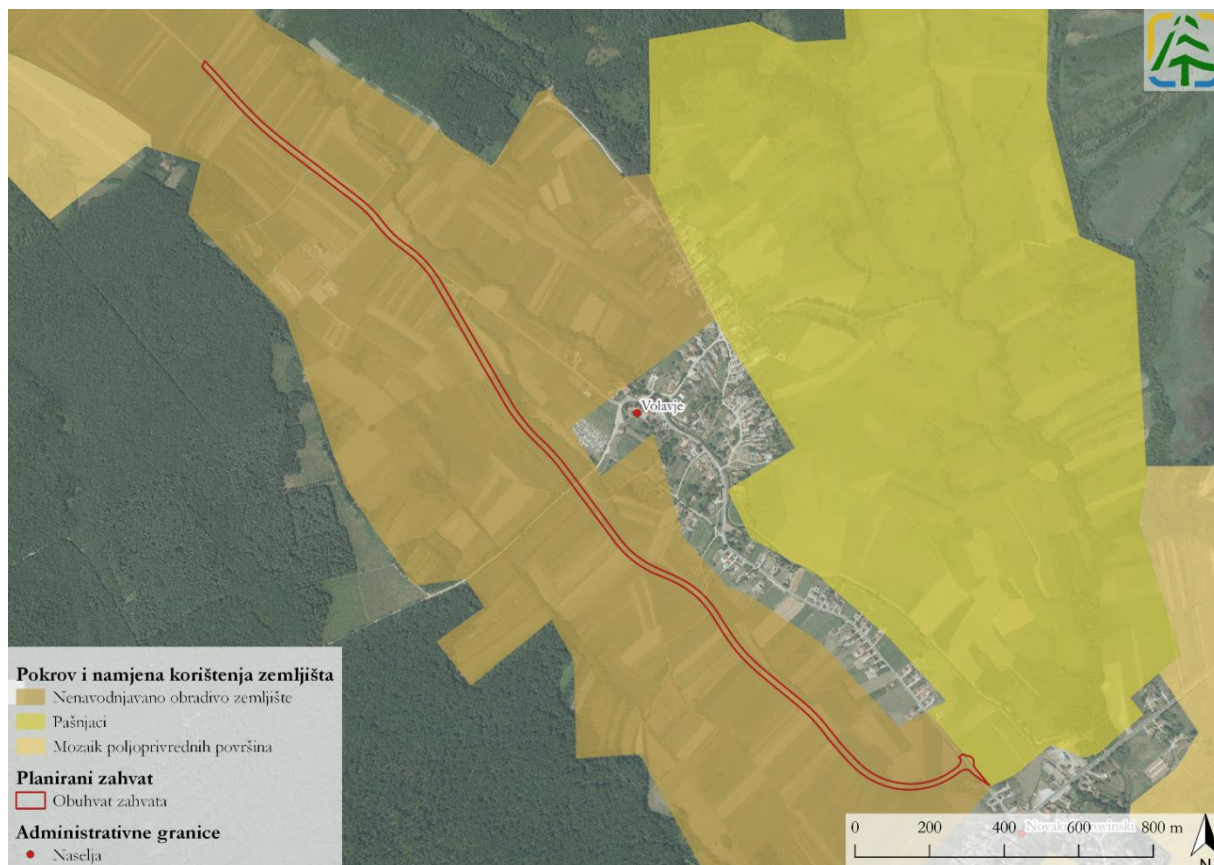 Volavje
Pokrov i namjena korištenja zemljišta
Nenavodnjavano obradivo zemljište
Pašnjaci
Mozaik poljoprivrednih površina
Planirani zahvat
Obuhvat zahvata
Administrativne granice
Naselja
0 200 400 600 800 m
N